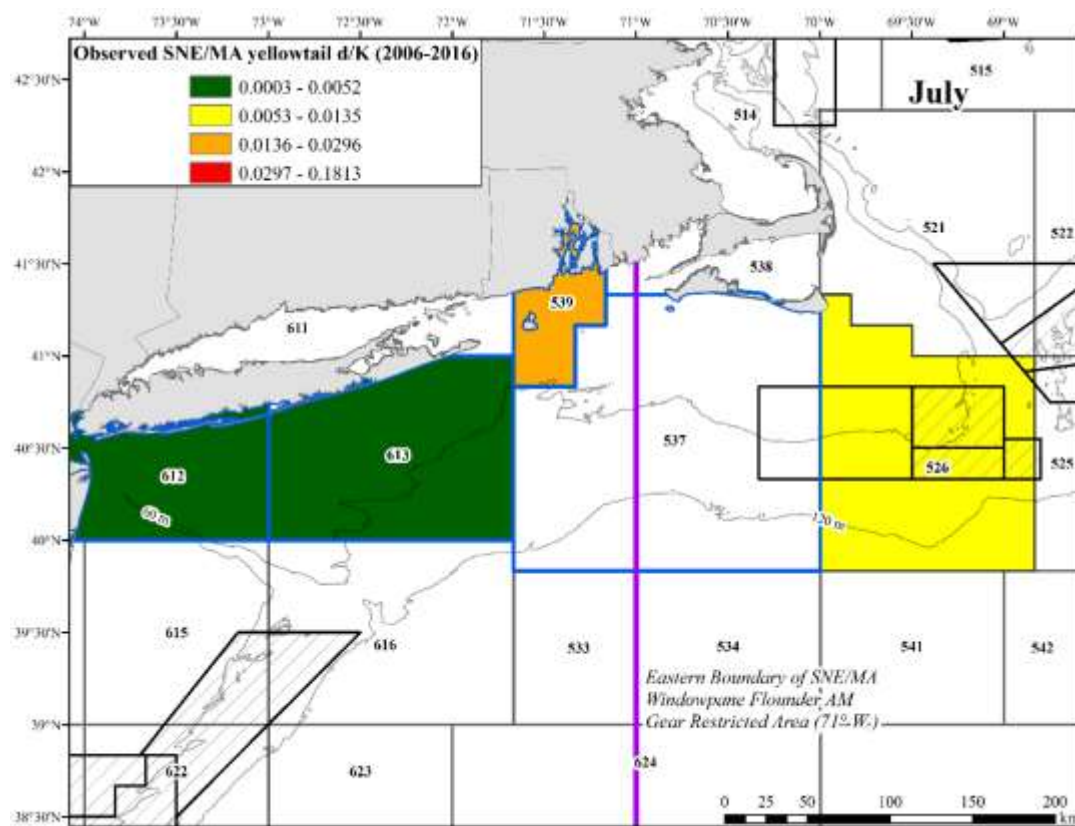 74°W 73°30'W 73°W 72°30'W 72°W 71°30'W 71°W 70°30'W 70°W 69°30'W 69°W
Observed SNE/MA yellowtail d/K (2006-2016)
0.0003 - 0.0052
0.0053 - 0.0135
0.0136 - 0.0296
0.0297 - 0.1813
July
42°30'N
42°N
41°30'N
41°N
40°30'N
40°N
39°30'N
39°N
38°30'N
515
514
521
522
538
539
611
537
613
612
526
525
60 m
120 m
615
616
533
534
541
542
Eastern Boundary of SNE/MA
Windowpane Flounder AM
Gear Restricted Area (71° W.)
622
623
624
0 25 50 100 150 200
km